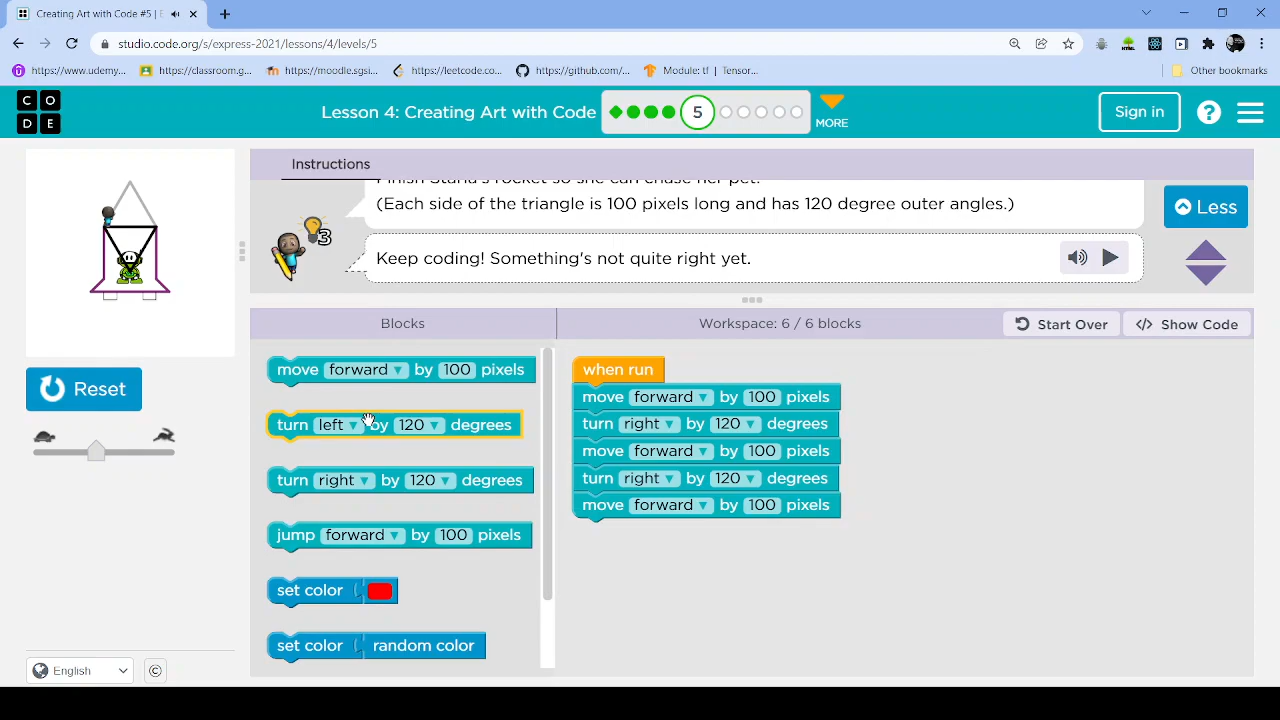 Creating Art with Code #5 | E
studio.code.org/s/express-2021/lessons/4/levels/5
https://www.udemy...
https://classroom.g...
https://moodle.sgsi...
https://leetcode.co...
https://github.com/...
Module: tf | Tensor...
Other bookmarks
C O
D E
Lesson 4: Creating Art with Code
5
MORE
Sign in
?
Instructions
(Each side of the triangle is 100 pixels long and has 120 degree outer angles.)
3
Keep coding! Something's not quite right yet.
Less
Blocks
Workspace: 6 / 6 blocks
Start Over
</> Show Code
Reset
move forward by 100 pixels
turn left by 120 degrees
turn right by 120 degrees
jump forward by 100 pixels
set color
set color random color
when run
move forward by 100 pixels
turn right by 120 degrees
move forward by 100 pixels
turn right by 120 degrees
move forward by 100 pixels
English
©